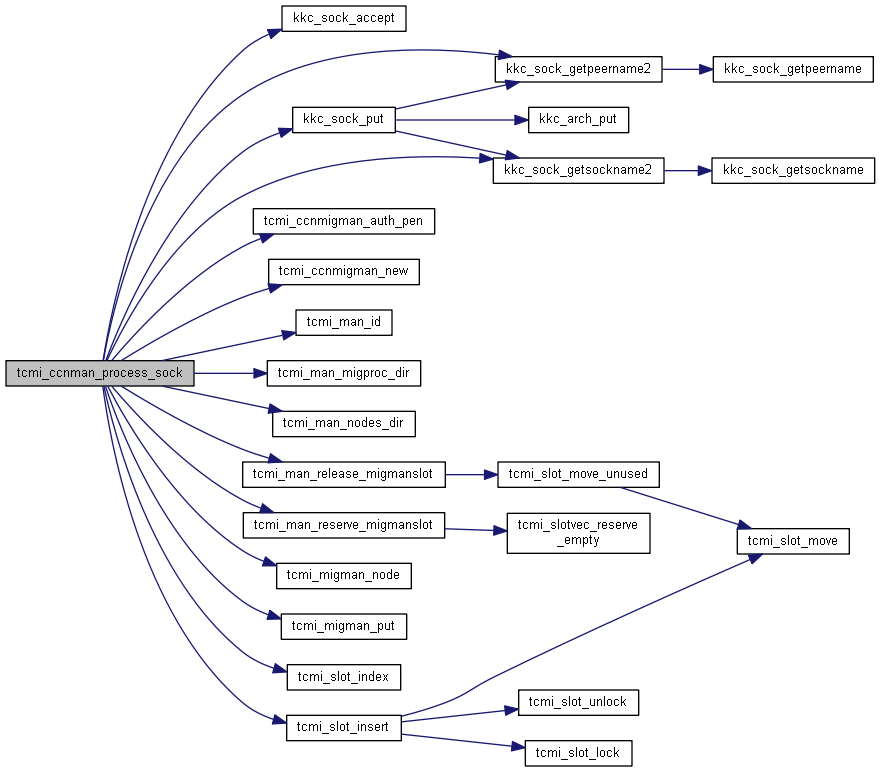 kkc_sock_accept
kkc_sock_getpeername2
kkc_sock_getpeername
kkc_sock_put
kkc_arch_put
kkc_sock_getsockname2
kkc_sock_getsockname
tcmi_ccnmigman_auth_pen
tcmi_ccnmigman_new
tcmi_man_id
tcmi_ccnman_process_sock
tcmi_man_migproc_dir
tcmi_man_nodes_dir
tcmi_man_release_migmanslot
tcmi_slot_move_unused
tcmi_man_reserve_migmanslot
tcmi_slotvec_reserve
_empty
tcmi_slot_move
tcmi_migman_node
tcmi_migman_put
tcmi_slot_index
tcmi_slot_unlock
tcmi_slot_insert
tcmi_slot_lock